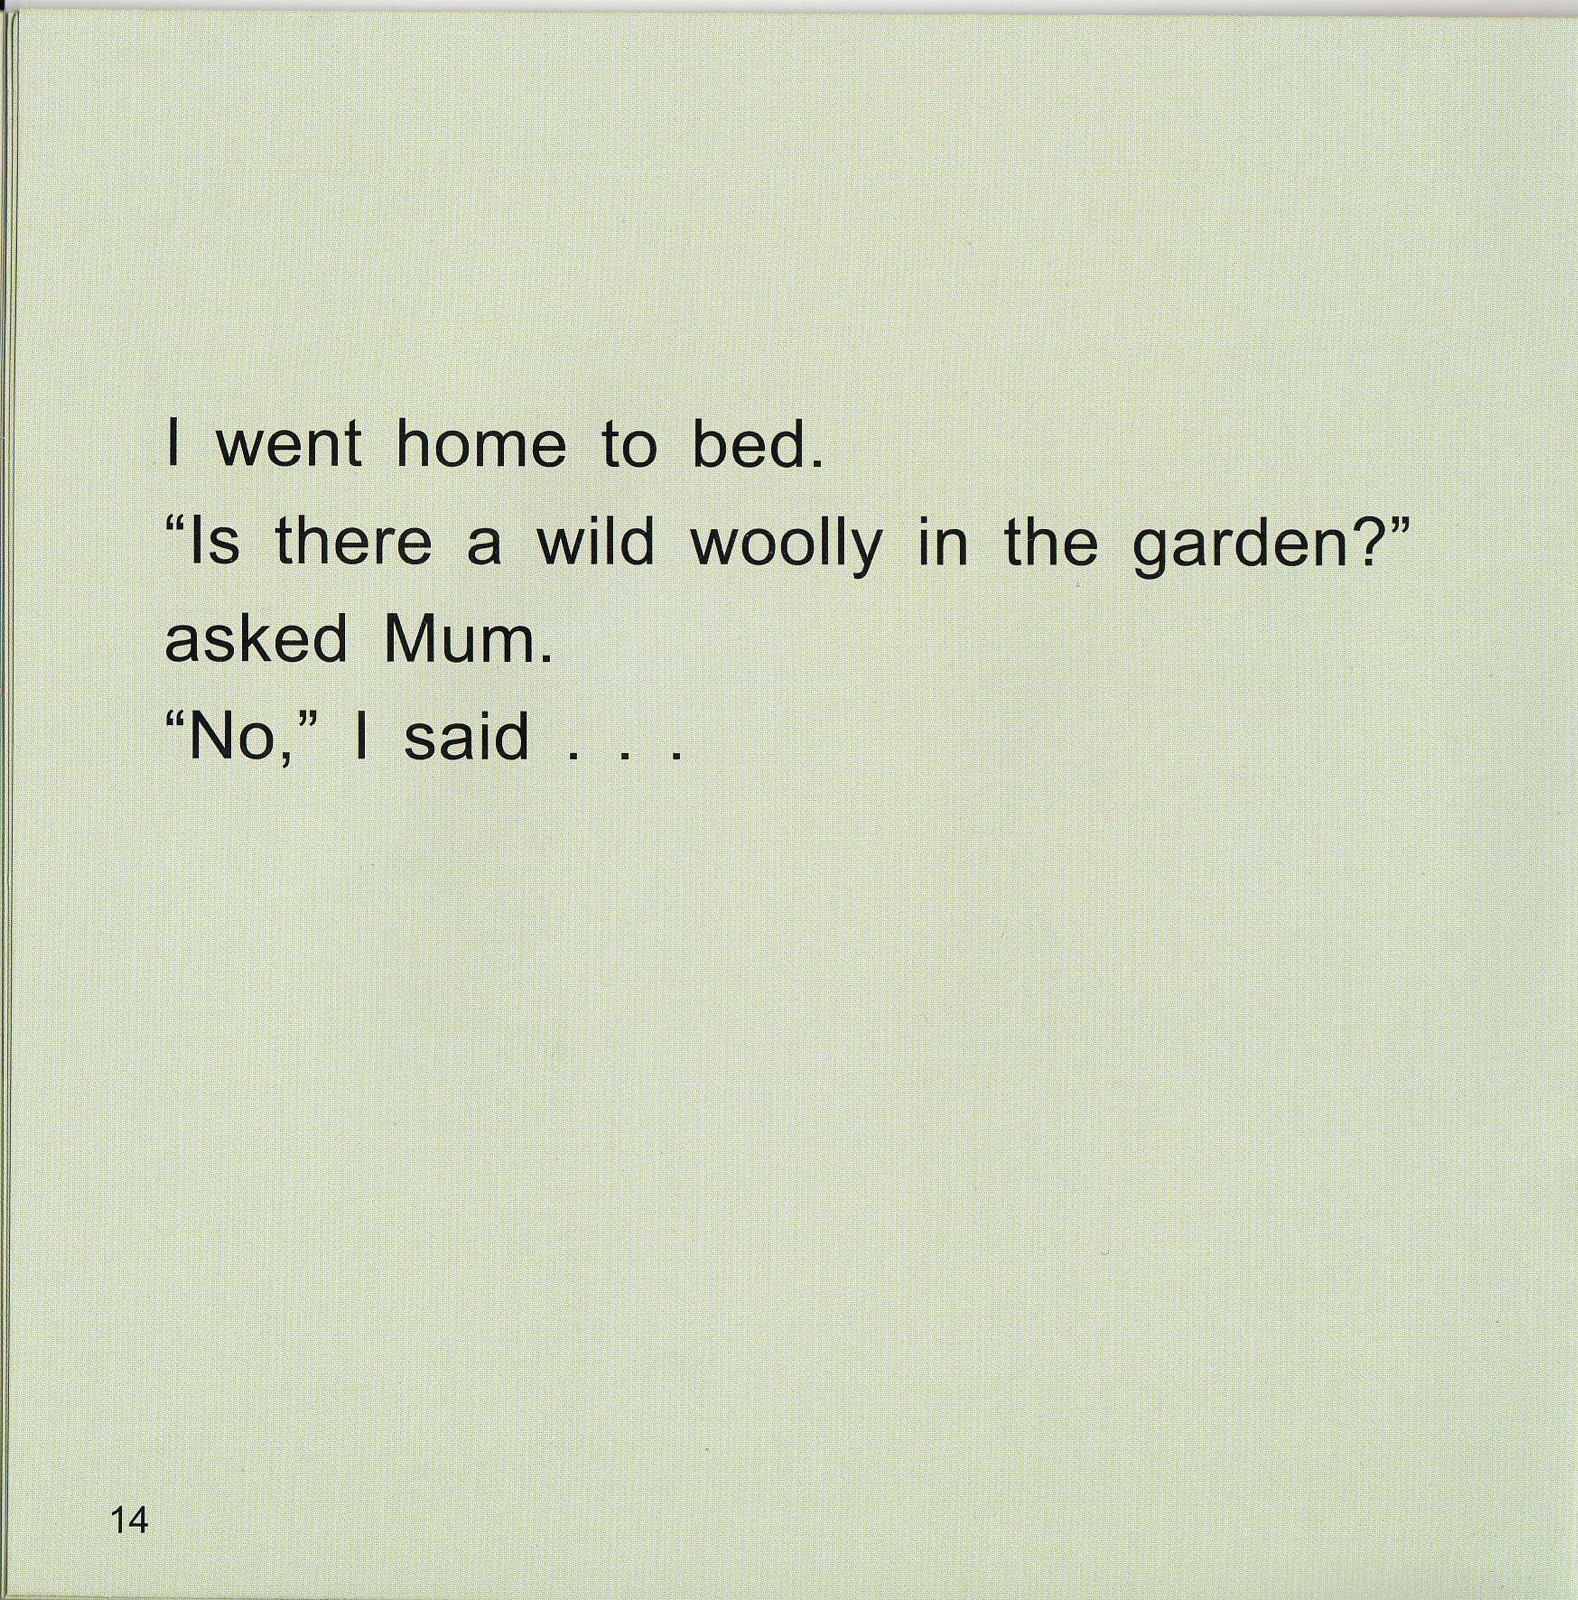 I went home to bed.
“Is there a wild woolly in the garden?”
asked Mum.
“No,” I said . . .
14